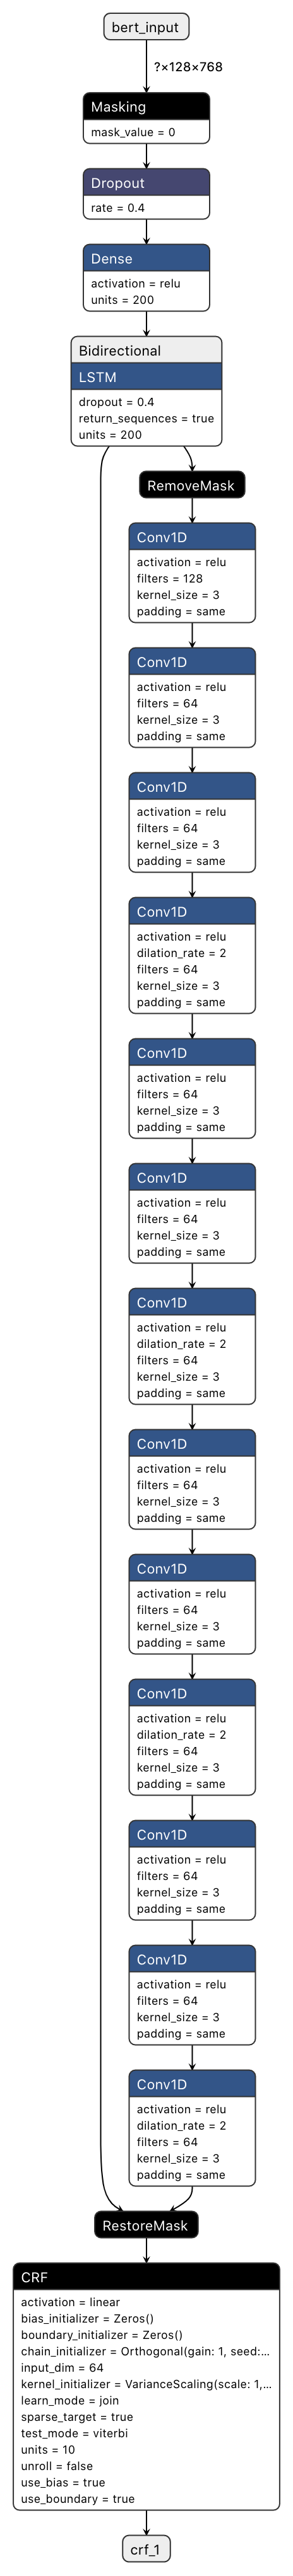 bert_input
?×128×768
Masking
mask_value = 0
Dropout
rate = 0.4
Dense
activation = relu
units = 200
Bidirectional
LSTM
dropout = 0.4
return_sequences = true
units = 200
RemoveMask
Conv1D
activation = relu
filters = 128
kernel_size = 3
padding = same
Conv1D
activation = relu
filters = 64
kernel_size = 3
padding = same
Conv1D
activation = relu
filters = 64
kernel_size = 3
padding = same
Conv1D
activation = relu
dilation_rate = 2
filters = 64
kernel_size = 3
padding = same
Conv1D
activation = relu
filters = 64
kernel_size = 3
padding = same
Conv1D
activation = relu
filters = 64
kernel_size = 3
padding = same
Conv1D
activation = relu
dilation_rate = 2
filters = 64
kernel_size = 3
padding = same
Conv1D
activation = relu
filters = 64
kernel_size = 3
padding = same
Conv1D
activation = relu
filters = 64
kernel_size = 3
padding = same
Conv1D
activation = relu
dilation_rate = 2
filters = 64
kernel_size = 3
padding = same
Conv1D
activation = relu
filters = 64
kernel_size = 3
padding = same
Conv1D
activation = relu
filters = 64
kernel_size = 3
padding = same
Conv1D
activation = relu
dilation_rate = 2
filters = 64
kernel_size = 3
padding = same
RestoreMask
CRF
activation = linear
bias_initializer = Zeros()
boundary_initializer = Zeros()
chain_initializer = Orthogonal(gain: 1, seed:…
input_dim = 64
kernel_initializer = VarianceScaling(scale: 1,…
learn_mode = join
sparse_target = true
test_mode = viterbi
units = 10
unroll = false
use_bias = true
use_boundary = true
crf_1